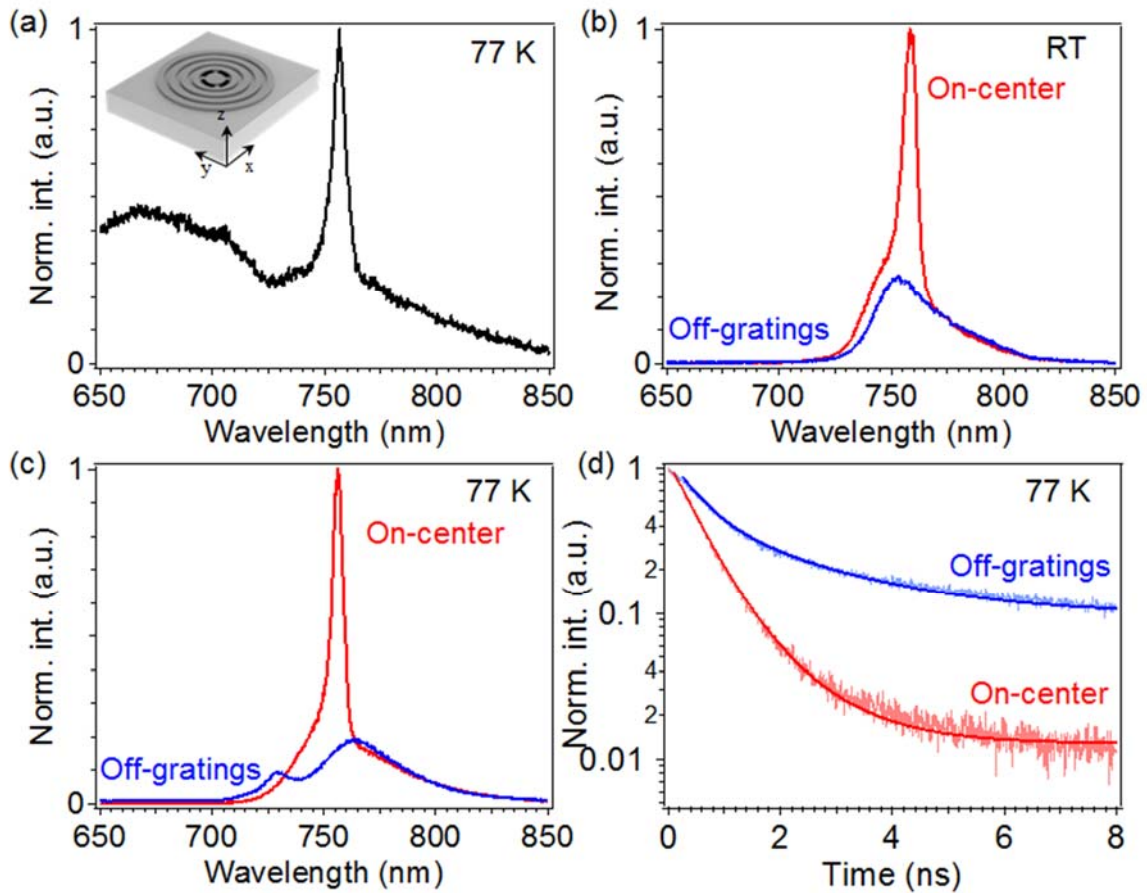 (a)
77 K
1
Norm. int. (a.u.)
0
z
y
x
650 700 750 800 850
Wavelength (nm)
(b)
RT
1
On-center
Norm. int. (a.u.)
Off-gratings
0
650 700 750 800 850
Wavelength (nm)
(c)
77 K
1
On-center
Norm. int. (a.u.)
Off-gratings
0
650 700 750 800 850
Wavelength (nm)
(d)
77 K
1
4
2
0.1
4
2
0.01
Norm. int. (a.u.)
Off-gratings
On-center
0 2 4 6 8
Time (ns)